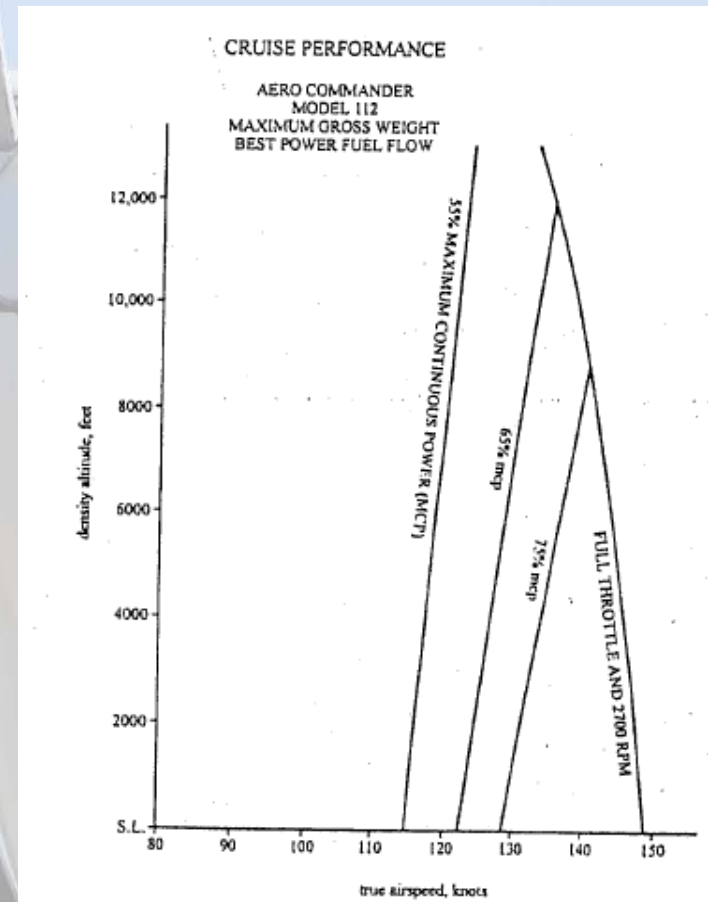 CRUISE PERFORMANCE
AERO COMMANDER
MODEL 112
MAXIMUM GROSS WEIGHT
BEST POWER FUEL FLOW
12,000
10,000
8000
6000
4000
2000
S.L.
density altitude, feet
55% MAXIMUM CONTINUOUS POWER (MCP)
65% mcp
75% mcp
FULL THROTTLE AND 2700 RPM
80 90 100 110 120 130 140 150
true airspeed, knots